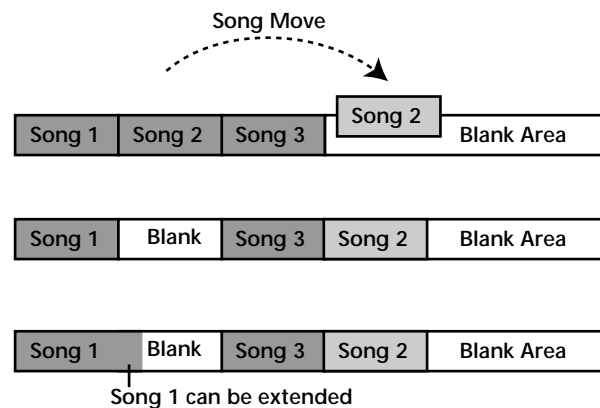 Song Move
Song 2
Song 1 Song 2 Song 3 Blank Area
Song 1 Blank Song 3 Song 2 Blank Area
Song 1 Blank Song 3 Song 2 Blank Area
Song 1 can be extended